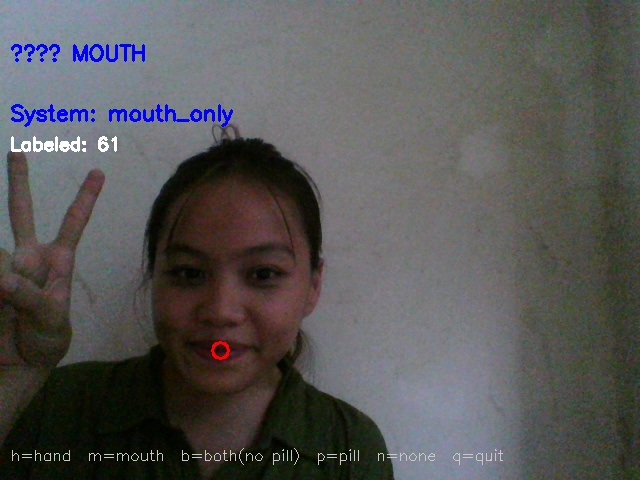 ???? MOUTH
System: mouth_only
Labeled: 61
h=hand m=mouth b=both(no pill) p=pill n=none q=quit